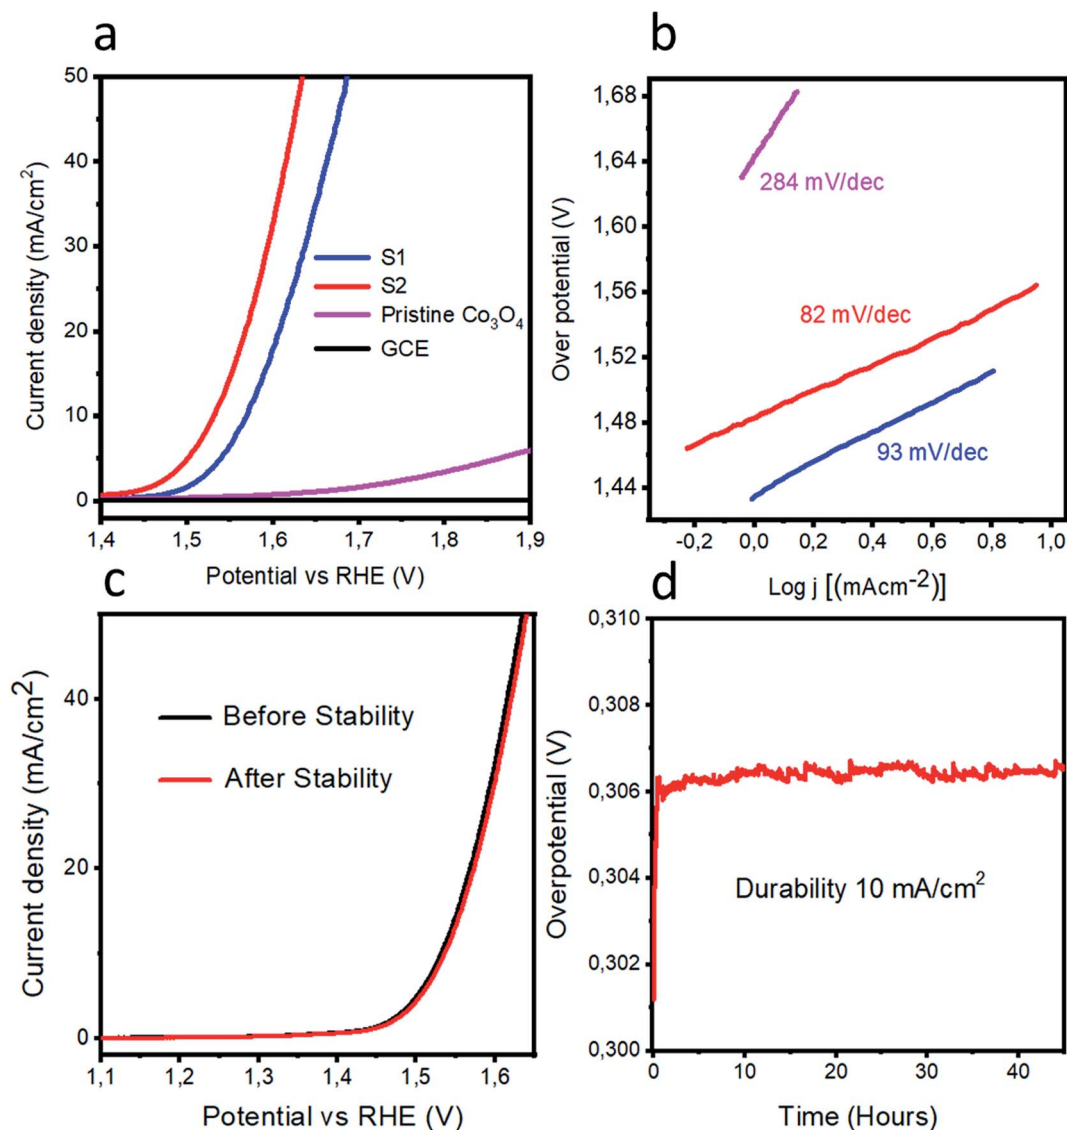 a
50
40
30
20
10
0
1,4
1,5
1,6
1,7
1,8
1,9
Current density (mA/cm²)
Potential vs RHE (V)
S1
S2
Pristine Co₃O₄
GCE
b
1,68
1,64
1,60
1,56
1,52
1,48
1,44
-0,2
0,0
0,2
0,4
0,6
0,8
1,0
Over potential (V)
Log j [(mAcm⁻²)]
284 mV/dec
82 mV/dec
93 mV/dec
c
40
20
0
1,1
1,2
1,3
1,4
1,5
1,6
Current density (mA/cm²)
Potential vs RHE (V)
Before Stability
After Stability
d
0,310
0,308
0,306
0,304
0,302
0,300
0
10
20
30
40
Overpotential (V)
Time (Hours)
Durability 10 mA/cm²